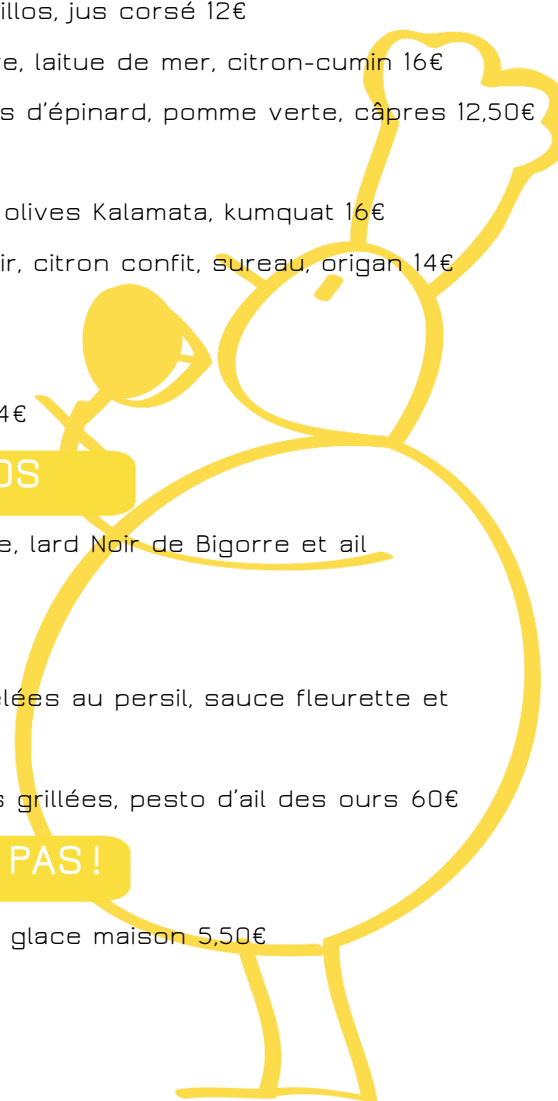 illos, jus corsé 12€
e, laitue de mer, citron-cumin 16€
s d'épinard, pomme verte, câpres 12,50€
olives Kalamata, kumquat 16€
ir, citron confit, sureau, origan 14€
4€
OS
e, lard Noir de Bigorre et ail
elées au persil, sauce fleurette et
s grillées, pesto d'ail des ours 60€
PAS!
glace maison 5,50€